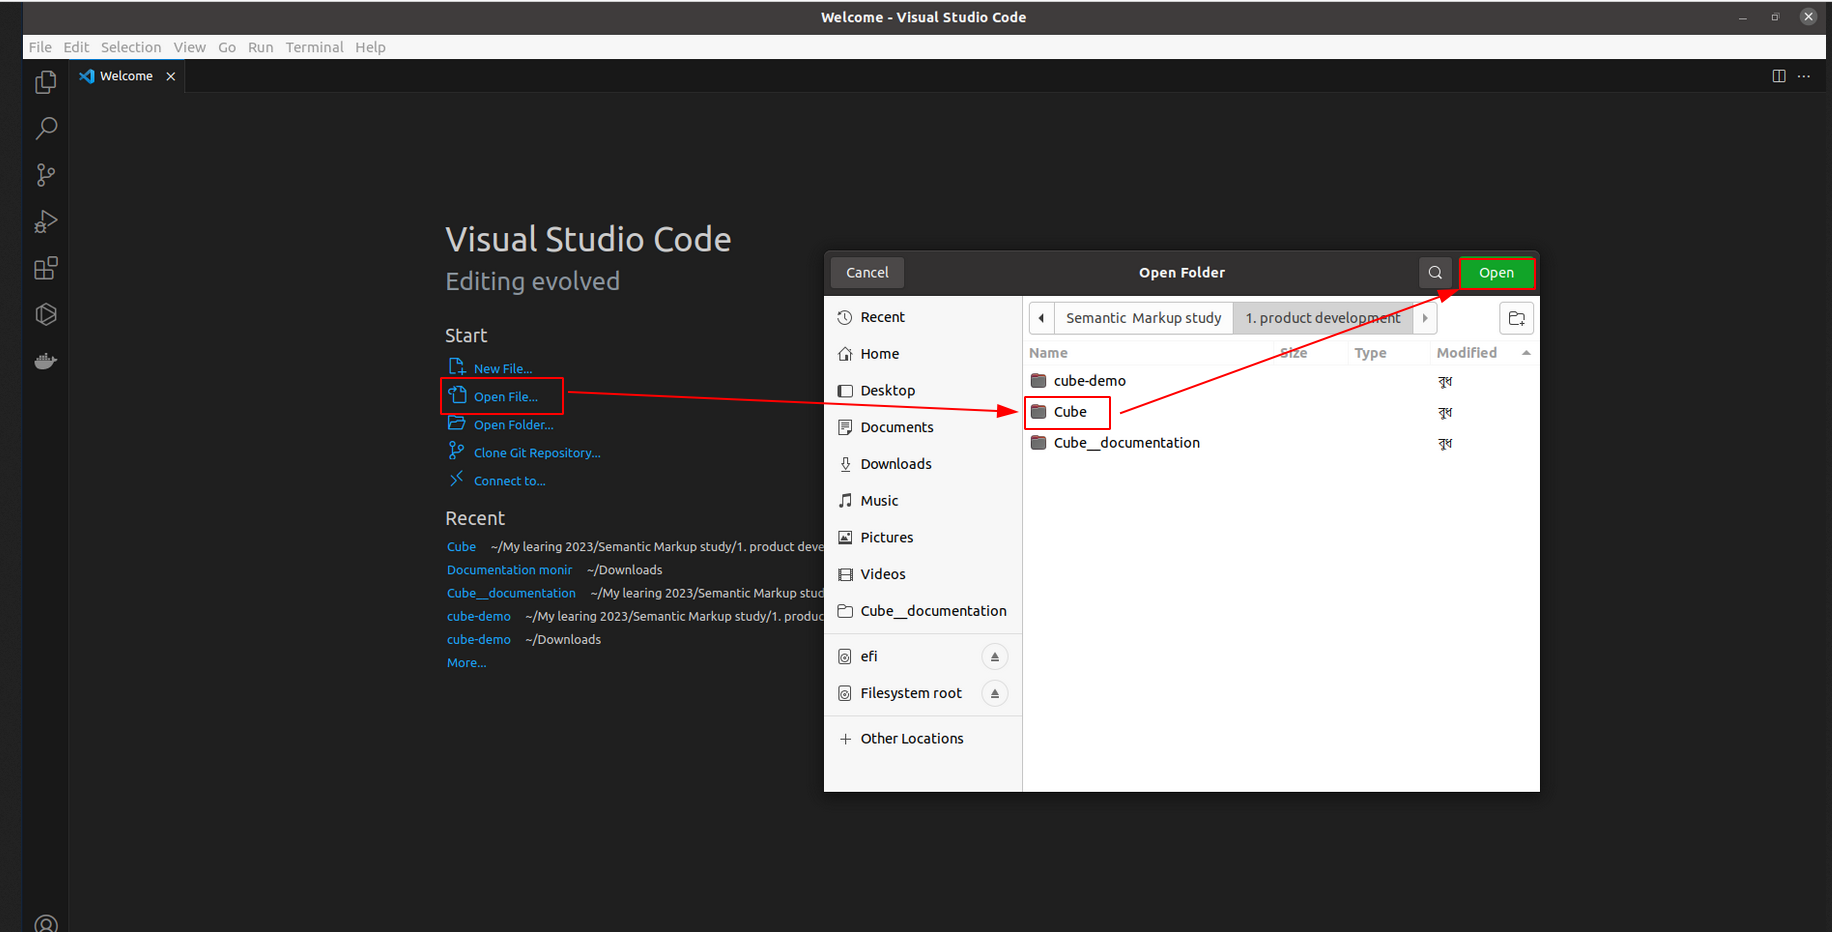 Welcome - Visual Studio Code
File Edit Selection View Go Run Terminal Help
Welcome
Visual Studio Code
Editing evolved
Start
New File...
Open File...
Open Folder...
Clone Git Repository...
Connect to...
Recent
Cube ~/My learing 2023/Semantic Markup study/1. product deve
Documentation monir ~/Downloads
Cube__documentation ~/My learing 2023/Semantic Markup stud
cube-demo ~/My learing 2023/Semantic Markup study/1. produc
cube-demo ~/Downloads
More...
Cancel Open Folder Open
Recent
Home
Desktop
Documents
Downloads
Music
Pictures
Videos
Cube__documentation
efi
Filesystem root
Other Locations
Semantic Markup study 1. product development
Name Size Type Modified
cube-demo বুধ
Cube বুধ
Cube__documentation বুধ